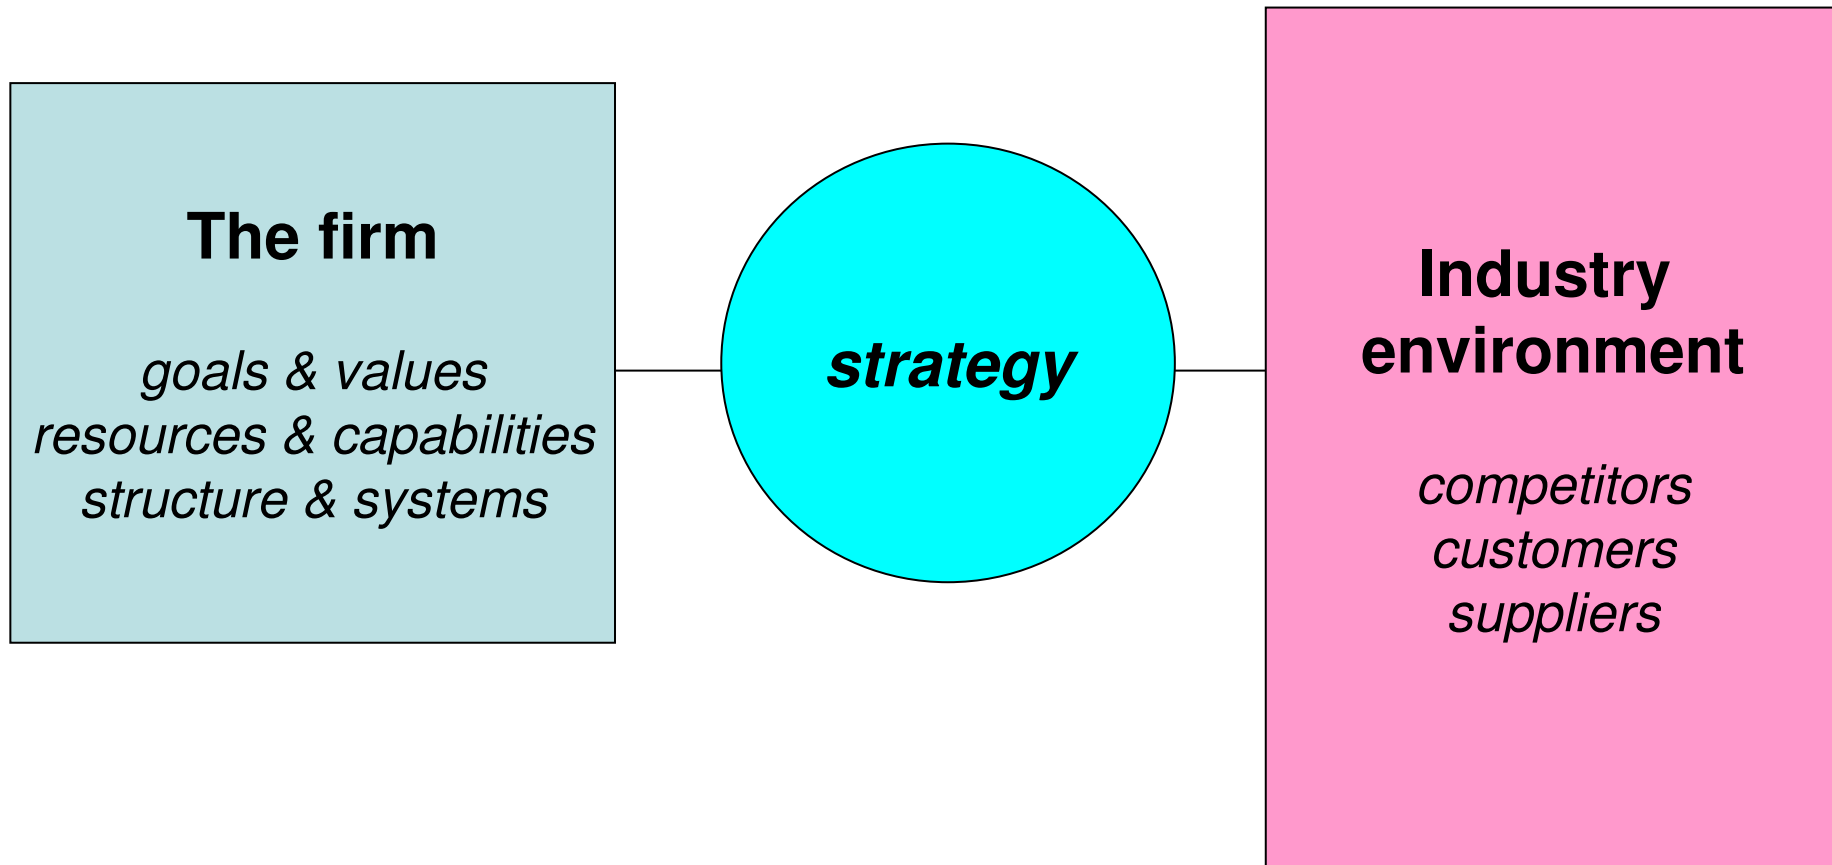 The firm
goals & values
resources & capabilities
structure & systems
strategy
Industry
environment
competitors
customers
suppliers